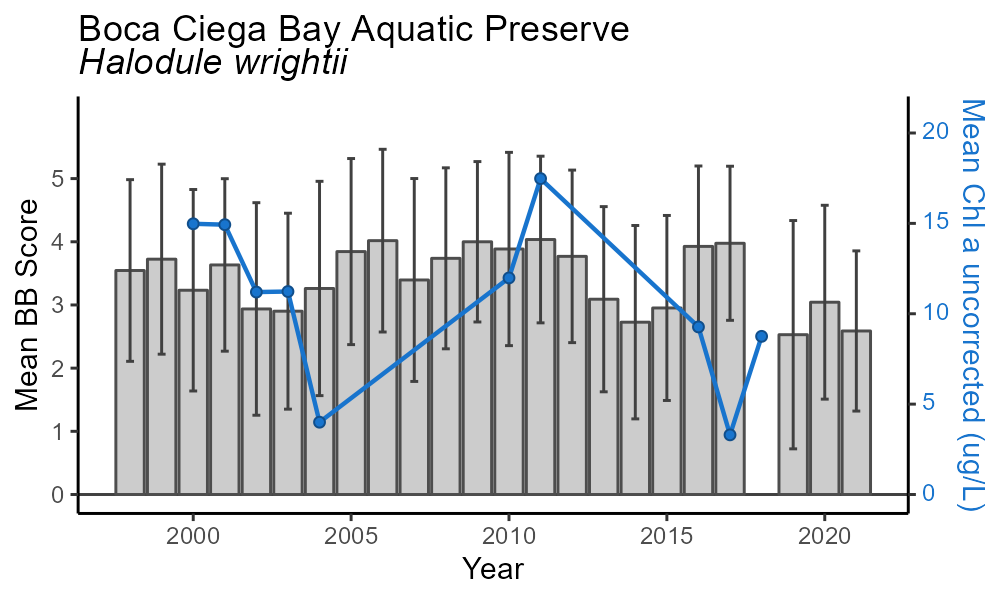 Boca Ciega Bay Aquatic Preserve
Halodule wrightii
Mean BB Score
5
4
3
2
1
0
20
15
10
5
0
Mean Chl a uncorrected (ug/L)
2000 2005 2010 2015 2020
Year